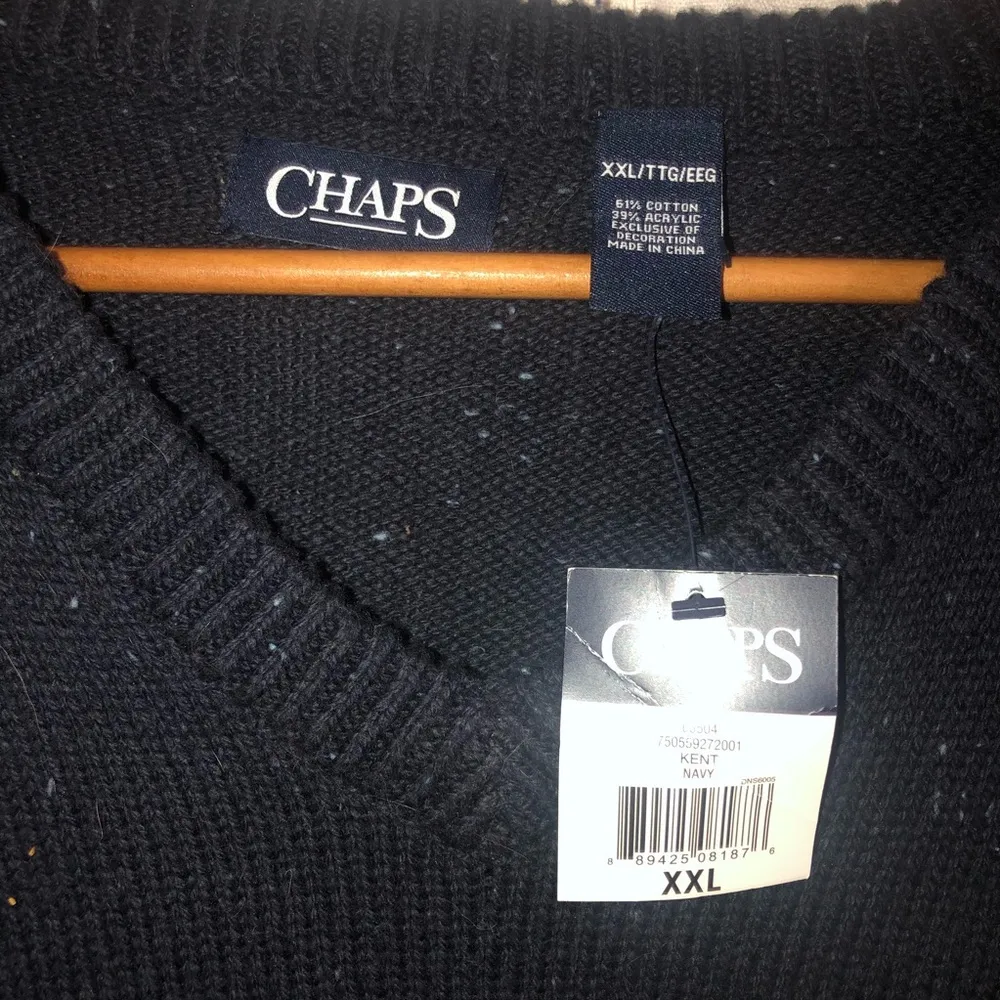 CHAPS
XXL/TTG/EEG
61% COTTON
39% ACRYLIC
EXCLUSIVE OF
DECORATION
MADE IN CHINA
CHAPS
750559272001
KENT
NAVY
DNS6005
8 89425 08187 6
XXL